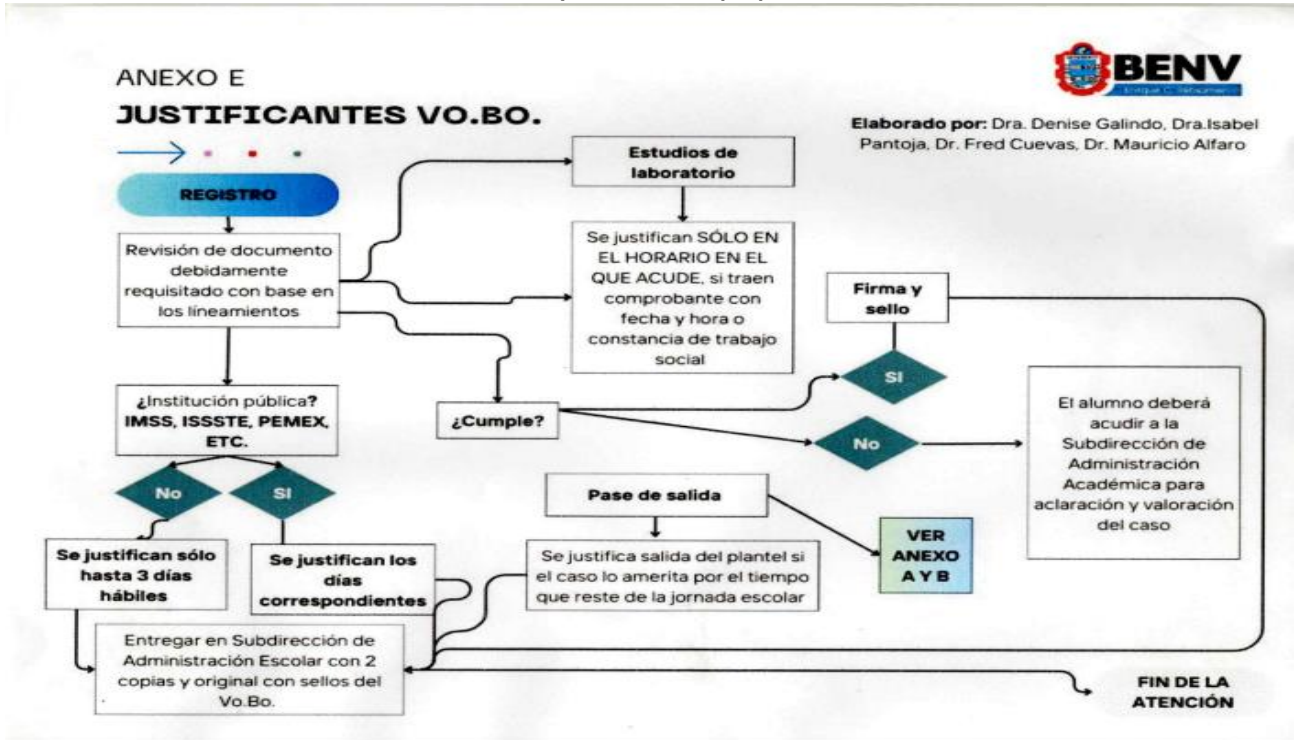 ANEXO E
JUSTIFICANTES VO.BO.
BENV
Elaborado por: Dra. Denise Galindo, Dra.Isabel
Pantoja, Dr. Fred Cuevas, Dr. Mauricio Alfaro
REGISTRO
Revisión de documento
debidamente
requisitado con base en
los líneamientos
Estudios de
laboratorio
Se justifican SÓLO EN
EL HORARIO EN EL
QUE ACUDE, si traen
comprobante con
fecha y hora o
constancia de trabajo
social
Firma y
sello
SI
¿Institución pública?
IMSS, ISSSTE, PEMEX,
ETC.
¿Cumple?
No
El alumno deberá
acudir a la
Subdirección de
Administración
Académica para
aclaración y valoración
del caso
No
SI
Pase de salida
VER
ANEXO
A Y B
Se justifican sólo
hasta 3 días
hábiles
Se justifican los
días
correspondientes
Se justifica salida del plantel si
el caso lo amerita por el tiempo
que reste de la jornada escolar
Entregar en Subdirección de
Administración Escolar con 2
copias y original con sellos del
Vo.Bo.
FIN DE LA
ATENCIÓN